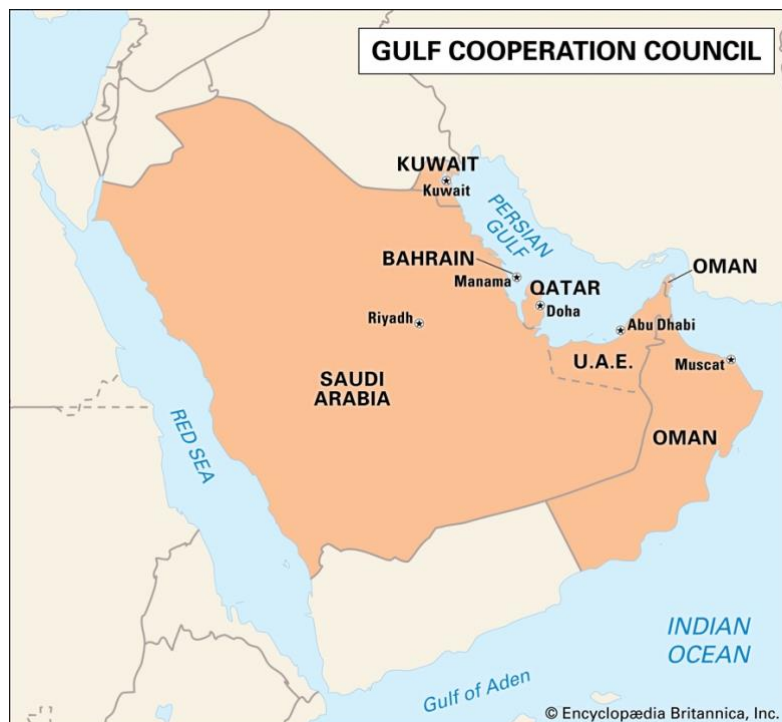 GULF COOPERATION COUNCIL
KUWAIT
Kuwait
PERSIAN
GULF
BAHRAIN
Manama
QATAR
Doha
OMAN
Riyadh
Abu Dhabi
U.A.E.
Muscat
SAUDI
ARABIA
RED SEA
OMAN
INDIAN
OCEAN
Gulf of Aden
© Encyclopædia Britannica, Inc.